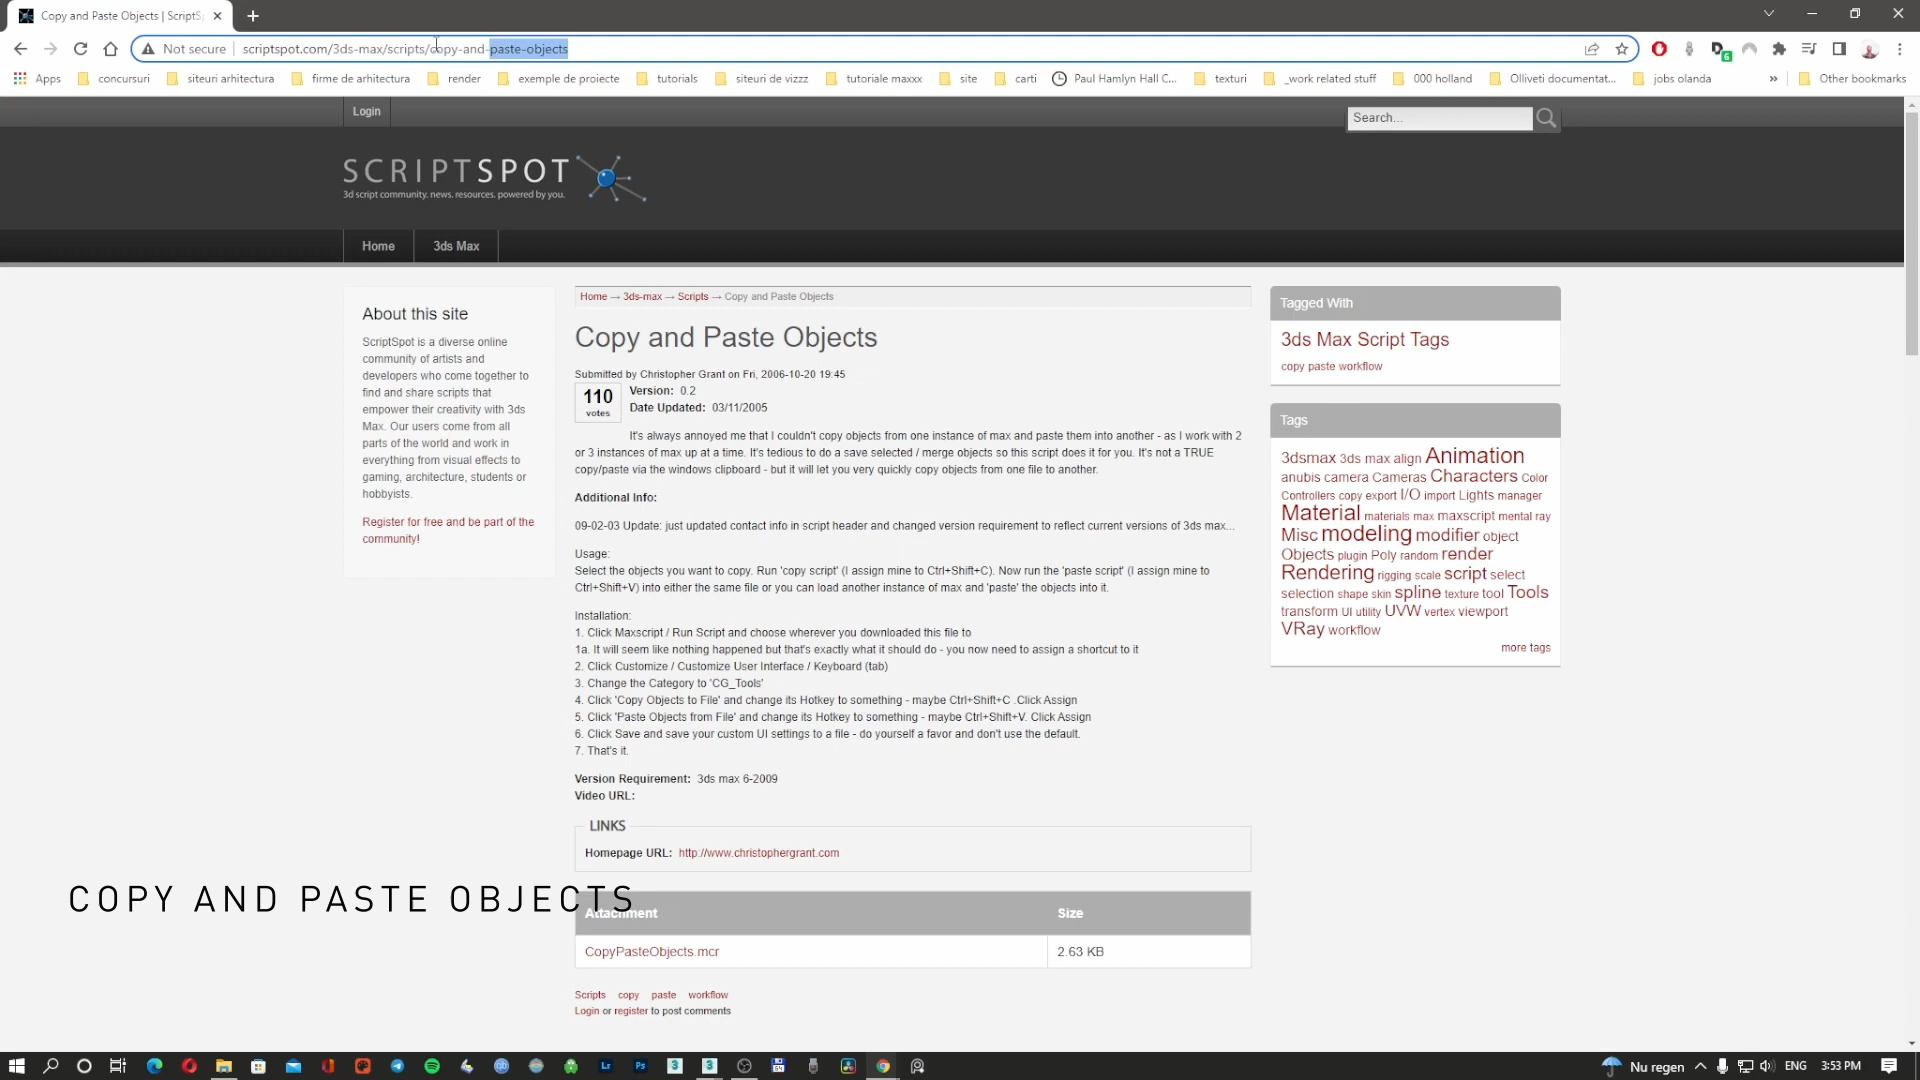 Copy and Paste Objects | ScriptS
Not secure
scriptspot.com/3ds-max/scripts/copy-and-paste-objects
6
Apps
concursuri
siteuri arhitectura
firme de arhitectura
render
exemple de proiecte
tutorials
siteuri de vizzz
tutoriale maxxx
site
carti
Paul Hamlyn Hall C...
texturi
_work related stuff
000 holland
Olliveti documentat...
jobs olanda
»
Other bookmarks
Login
Search...
SCRIPTSPOT
3d script community. news. resources. powered by you.
Home
3ds Max
About this site
ScriptSpot is a diverse online
community of artists and
developers who come together to
find and share scripts that
empower their creativity with 3ds
Max. Our users come from all
parts of the world and work in
everything from visual effects to
gaming, architecture, students or
hobbyists.
Register for free and be part of the
community!
Home → 3ds-max → Scripts → Copy and Paste Objects
Copy and Paste Objects
Submitted by Christopher Grant on Fri, 2006-10-20 19:45
110
votes
Version: 0.2
Date Updated: 03/11/2005
It's always annoyed me that I couldn't copy objects from one instance of max and paste them into another - as I work with 2
or 3 instances of max up at a time. It's tedious to do a save selected / merge objects so this script does it for you. It's not a TRUE
copy/paste via the windows clipboard - but it will let you very quickly copy objects from one file to another.
Additional Info:
09-02-03 Update: just updated contact info in script header and changed version requirement to reflect current versions of 3ds max...
Usage:
Select the objects you want to copy. Run 'copy script' (I assign mine to Ctrl+Shift+C). Now run the 'paste script' (I assign mine to
Ctrl+Shift+V) into either the same file or you can load another instance of max and 'paste' the objects into it.
Installation:
1. Click Maxscript / Run Script and choose wherever you downloaded this file to
1a. It will seem like nothing happened but that's exactly what it should do - you now need to assign a shortcut to it
2. Click Customize / Customize User Interface / Keyboard (tab)
3. Change the Category to 'CG_Tools'
4. Click 'Copy Objects to File' and change its Hotkey to something - maybe Ctrl+Shift+C .Click Assign
5. Click 'Paste Objects from File' and change its Hotkey to something - maybe Ctrl+Shift+V. Click Assign
6. Click Save and save your custom UI settings to a file - do yourself a favor and don't use the default.
7. That's it.
Version Requirement: 3ds max 6-2009
Video URL:
LINKS
Homepage URL: http://www.christophergrant.com
Attachment
Size
CopyPasteObjects.mcr
2.63 KB
Scripts copy paste workflow
Login or register to post comments
Tagged With
3ds Max Script Tags
copy paste workflow
Tags
3dsmax 3ds max align Animation
anubis camera Cameras Characters Color
Controllers copy export I/O import Lights manager
Material materials max maxscript mental ray
Misc modeling modifier object
Objects plugin Poly random render
Rendering rigging scale script select
selection shape skin spline texture tool Tools
transform UI utility UVW vertex viewport
VRay workflow
more tags
COPY AND PASTE OBJECTS
Lr
Ps
3
3
64
Nu regen
ENG
3:53 PM